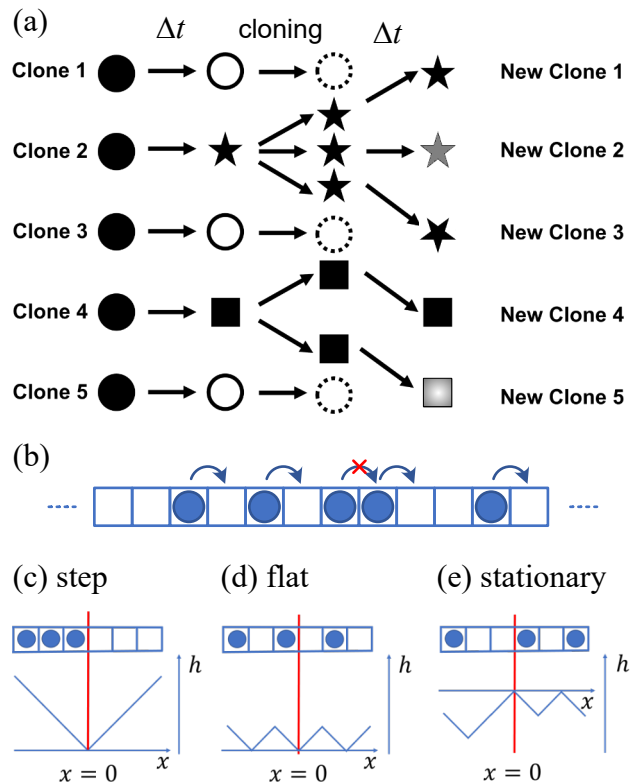 (a)
Δt cloning Δt
Clone 1 New Clone 1
Clone 2 New Clone 2
Clone 3 New Clone 3
Clone 4 New Clone 4
Clone 5 New Clone 5
(b)
(c) step (d) flat (e) stationary
h h h
x
x x
x = 0 x = 0 x = 0